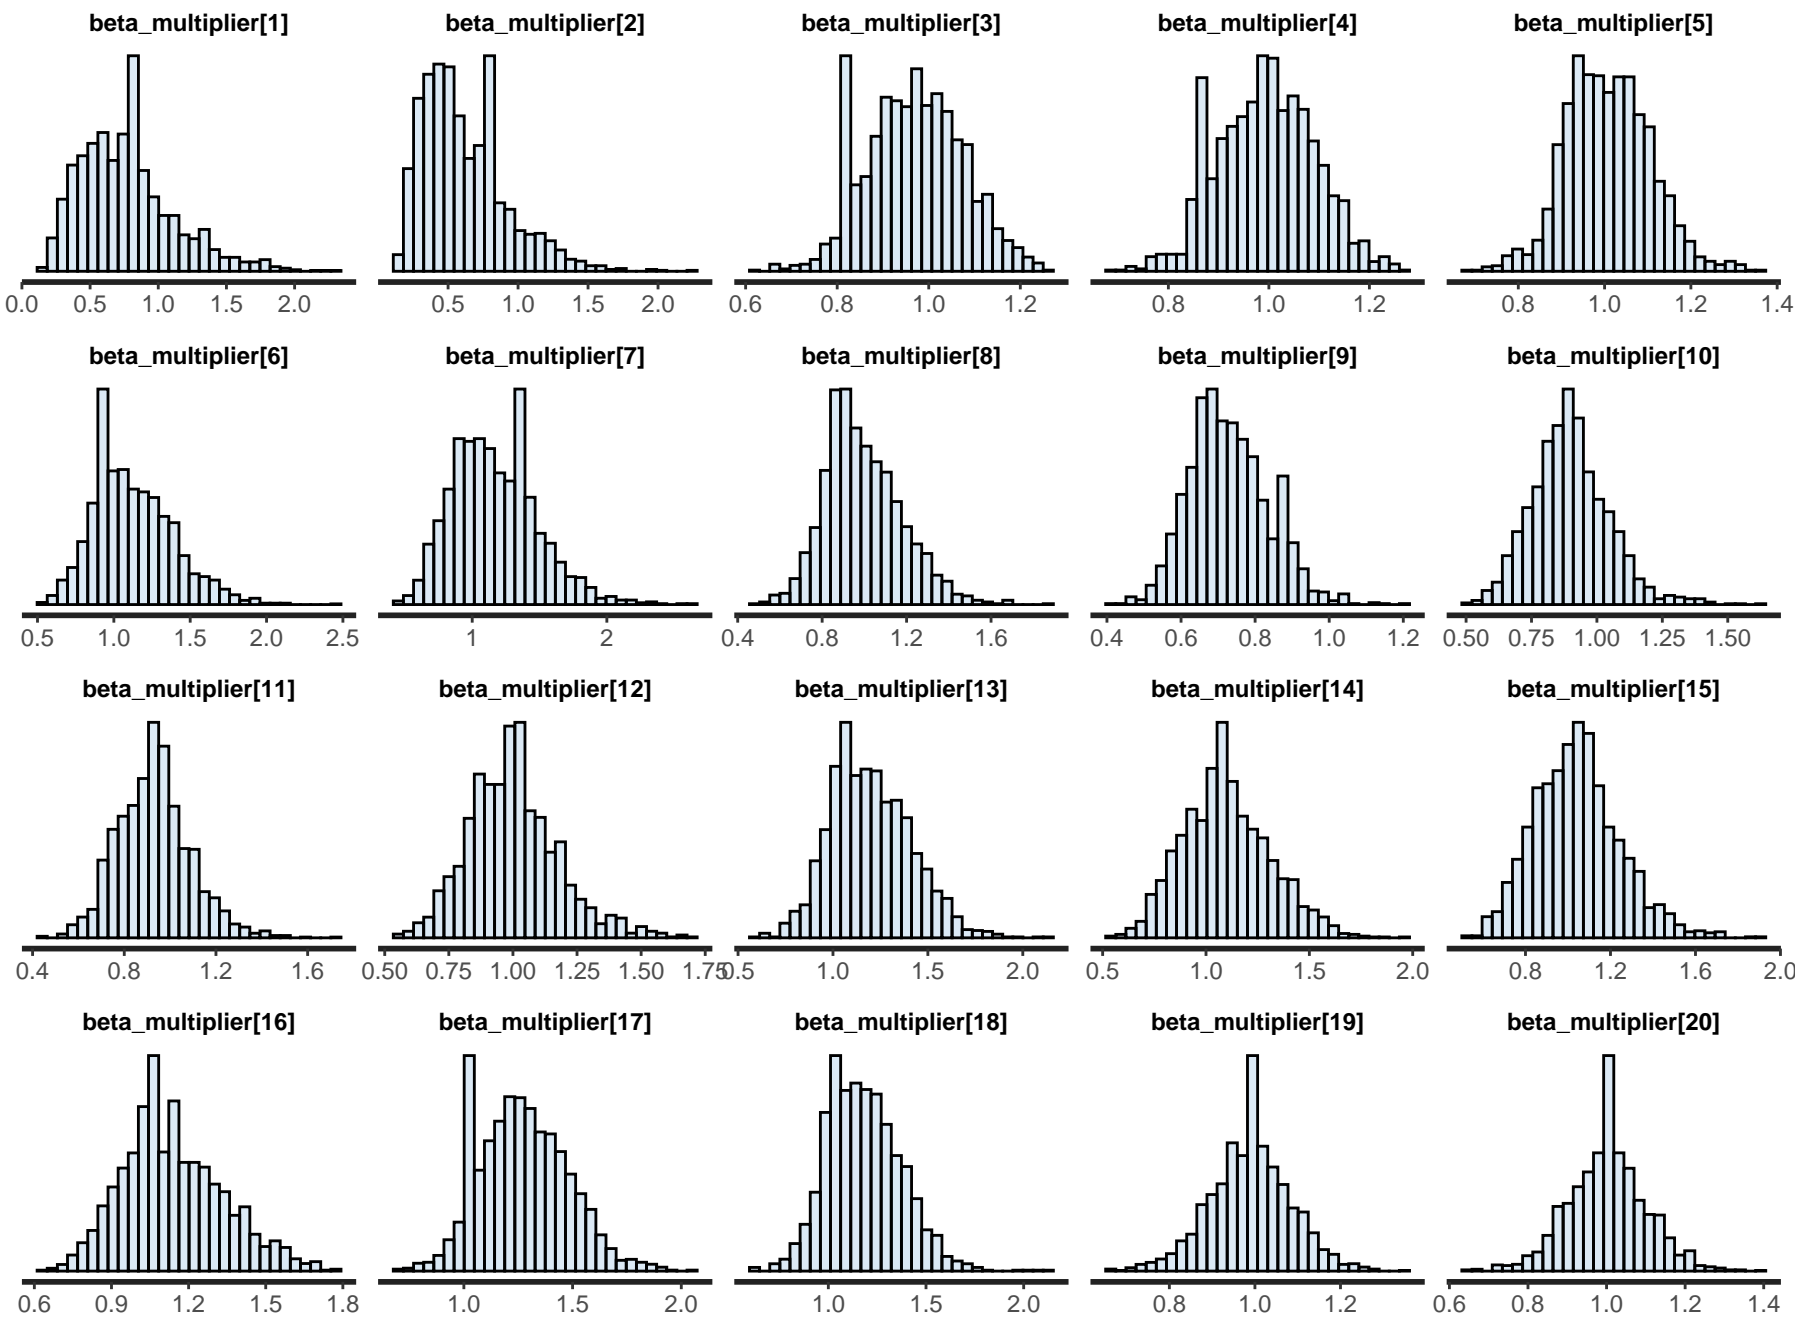 beta_multiplier[1] beta_multiplier[2] beta_multiplier[3] beta_multiplier[4] beta_multiplier[5]
0.0 0.5 1.0 1.5 2.0 0.5 1.0 1.5 2.0 0.6 0.8 1.0 1.2 0.8 1.0 1.2 0.8 1.0 1.2 1.4
beta_multiplier[6] beta_multiplier[7] beta_multiplier[8] beta_multiplier[9] beta_multiplier[10]
0.5 1.0 1.5 2.0 2.5 1 2 0.4 0.8 1.2 1.6 0.4 0.6 0.8 1.0 1.2 0.50 0.75 1.00 1.25 1.50
beta_multiplier[11] beta_multiplier[12] beta_multiplier[13] beta_multiplier[14] beta_multiplier[15]
0.4 0.8 1.2 1.6 0.50 0.75 1.00 1.25 1.50 1.75 0.5 1.0 1.5 2.0 0.5 1.0 1.5 2.0 0.8 1.2 1.6 2.0
beta_multiplier[16] beta_multiplier[17] beta_multiplier[18] beta_multiplier[19] beta_multiplier[20]
0.6 0.9 1.2 1.5 1.8 1.0 1.5 2.0 1.0 1.5 2.0 0.8 1.0 1.2 0.6 0.8 1.0 1.2 1.4